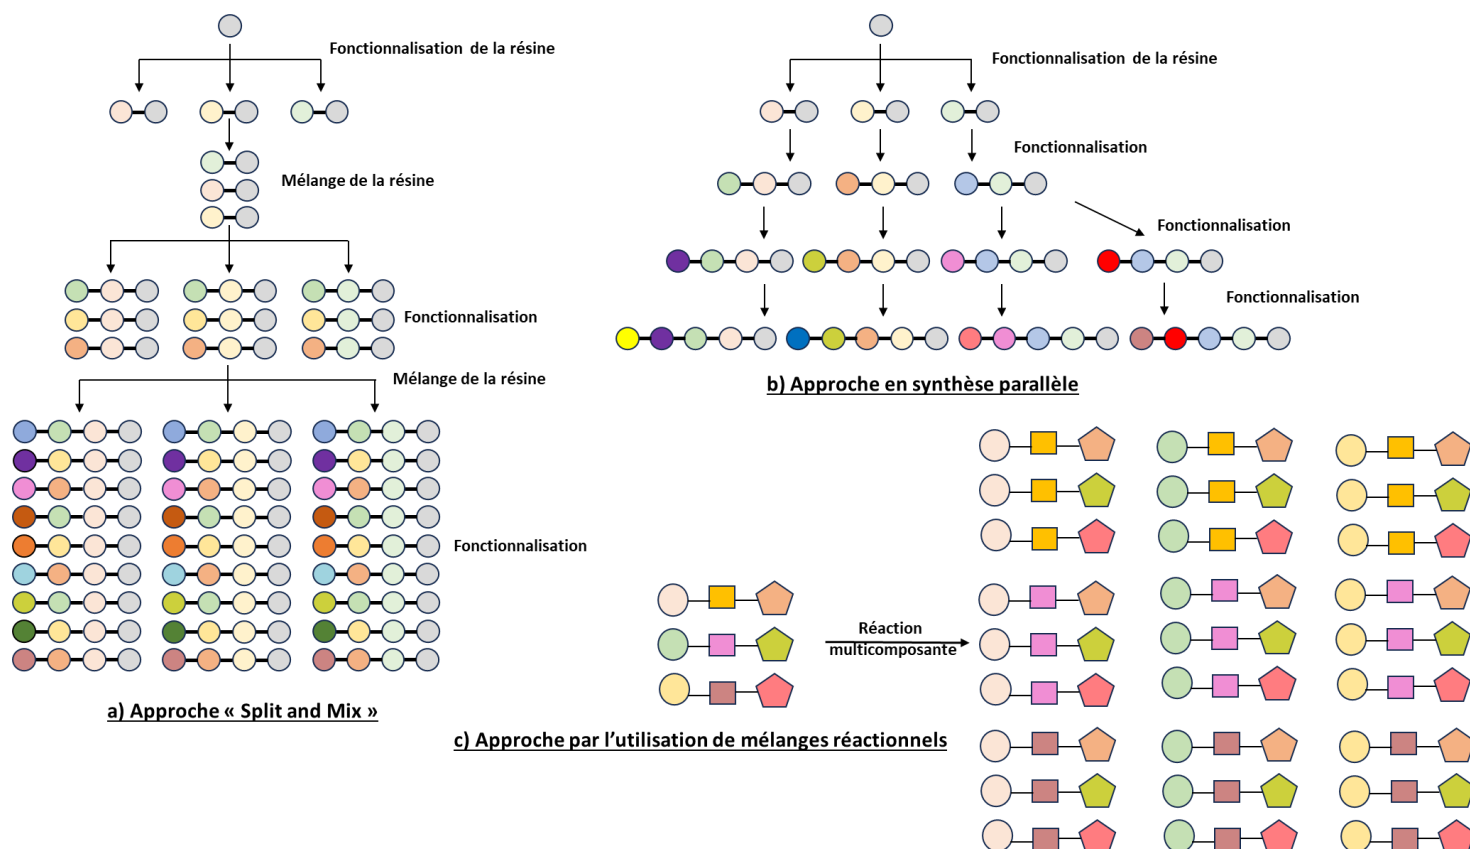 Fonctionnalisation de la résine
Mélange de la résine
Fonctionnalisation
Mélange de la résine
Fonctionnalisation
a) Approche « Split and Mix »
Fonctionnalisation de la résine
Fonctionnalisation
Fonctionnalisation
Fonctionnalisation
b) Approche en synthèse parallèle
Réaction
multicomposante
c) Approche par l’utilisation de mélanges réactionnels